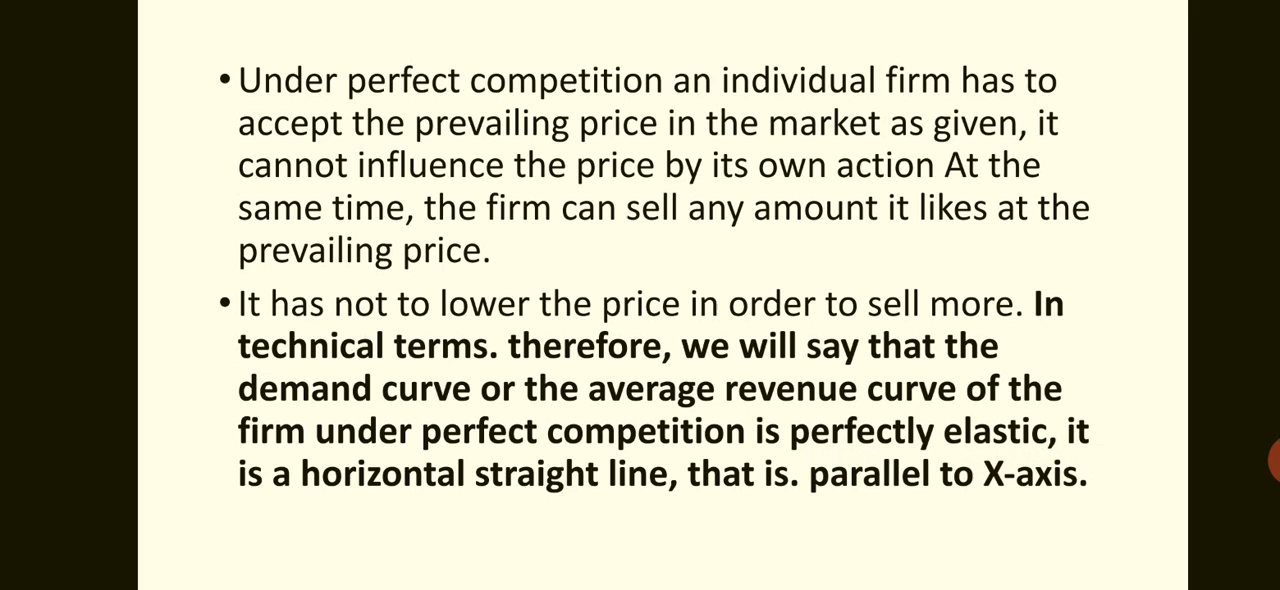 • Under perfect competition an individual firm has to
accept the prevailing price in the market as given, it
cannot influence the price by its own action At the
same time, the firm can sell any amount it likes at the
prevailing price.
• It has not to lower the price in order to sell more. In
technical terms. therefore, we will say that the
demand curve or the average revenue curve of the
firm under perfect competition is perfectly elastic, it
is a horizontal straight line, that is. parallel to X-axis.